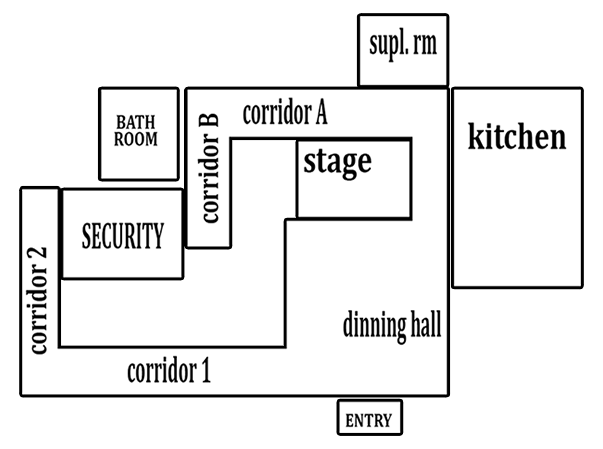 supl. rm
corridor A
BATH
ROOM
corridor B
kitchen
stage
SECURITY
corridor 2
dinning hall
corridor 1
ENTRY